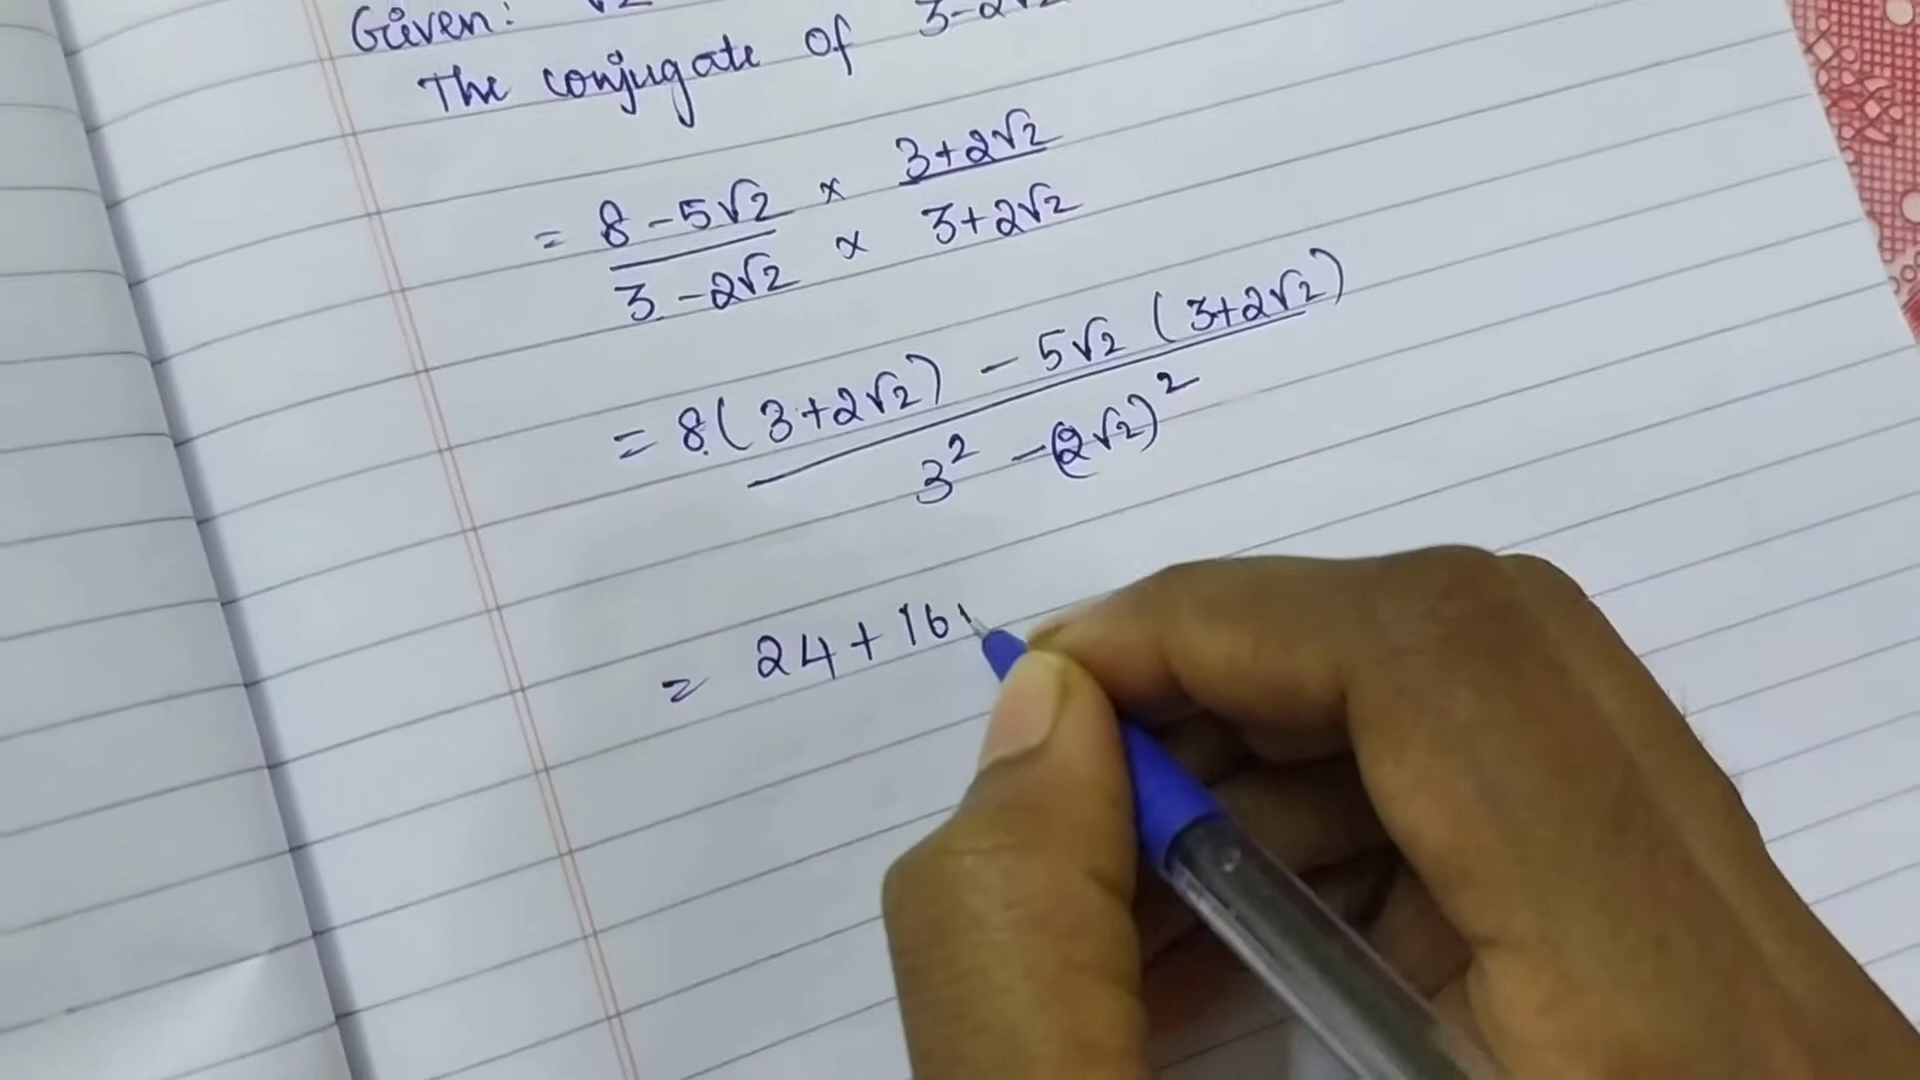 Given: √2
The conjugate of 3-2√2
= 8-5√2 × 3+2√2
3-2√2 × 3+2√2
= 8(3+2√2) - 5√2 (3+2√2)
3² - (2√2)²
= 24+16